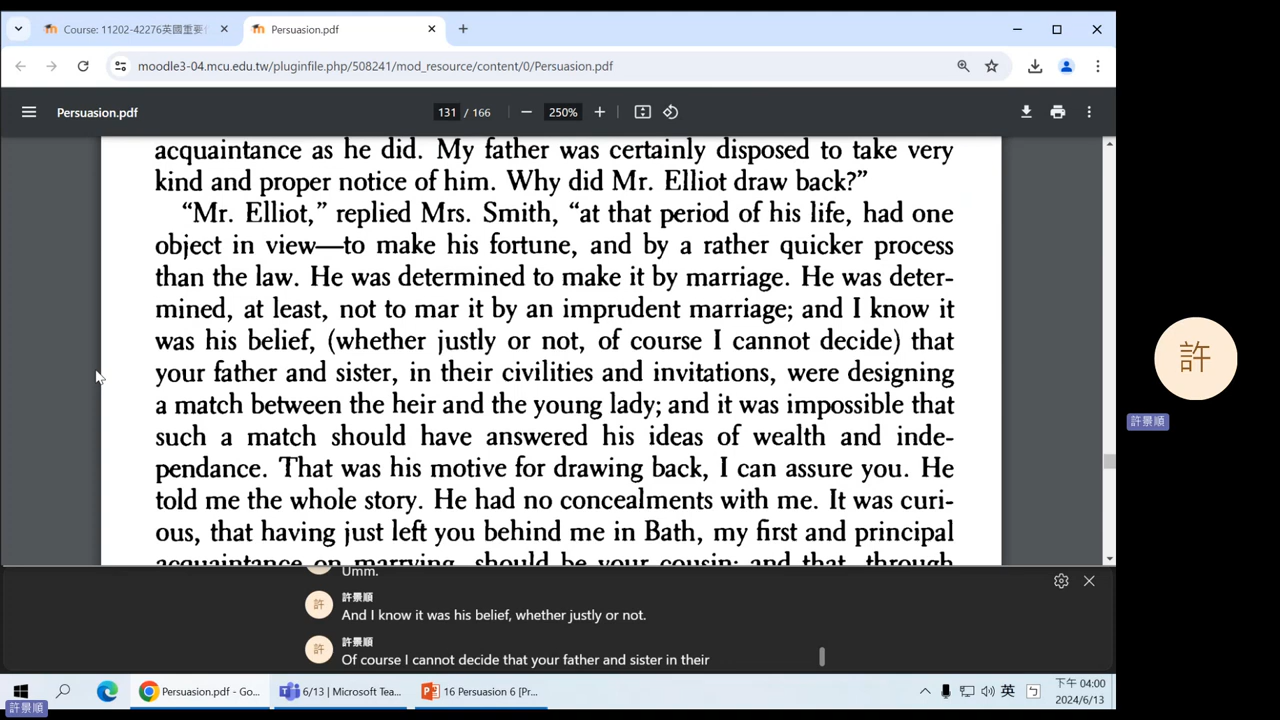 Course: 11202-42276英國重要
Persuasion.pdf
moodle3-04.mcu.edu.tw/pluginfile.php/508241/mod_resource/content/0/Persuasion.pdf
Persuasion.pdf
131 / 166
250%
acquaintance as he did. My father was certainly disposed to take very
kind and proper notice of him. Why did Mr. Elliot draw back?”
“Mr. Elliot,” replied Mrs. Smith, “at that period of his life, had one
object in view—to make his fortune, and by a rather quicker process
than the law. He was determined to make it by marriage. He was deter-
mined, at least, not to mar it by an imprudent marriage; and I know it
was his belief, (whether justly or not, of course I cannot decide) that
your father and sister, in their civilities and invitations, were designing
a match between the heir and the young lady; and it was impossible that
such a match should have answered his ideas of wealth and inde-
pendance. That was his motive for drawing back, I can assure you. He
told me the whole story. He had no concealments with me. It was curi-
ous, that having just left you behind me in Bath, my first and principal
acquaintance on marrying, should be your cousin; and that, through
Umm.
許景順
許
And I know it was his belief, whether justly or not.
許景順
許
Of course I cannot decide that your father and sister in their
許
許景順
Persuasion.pdf - Go...
6/13 | Microsoft Tea...
16 Persuasion 6 [Pr...
英
下午 04:00
2024/6/13
許景順